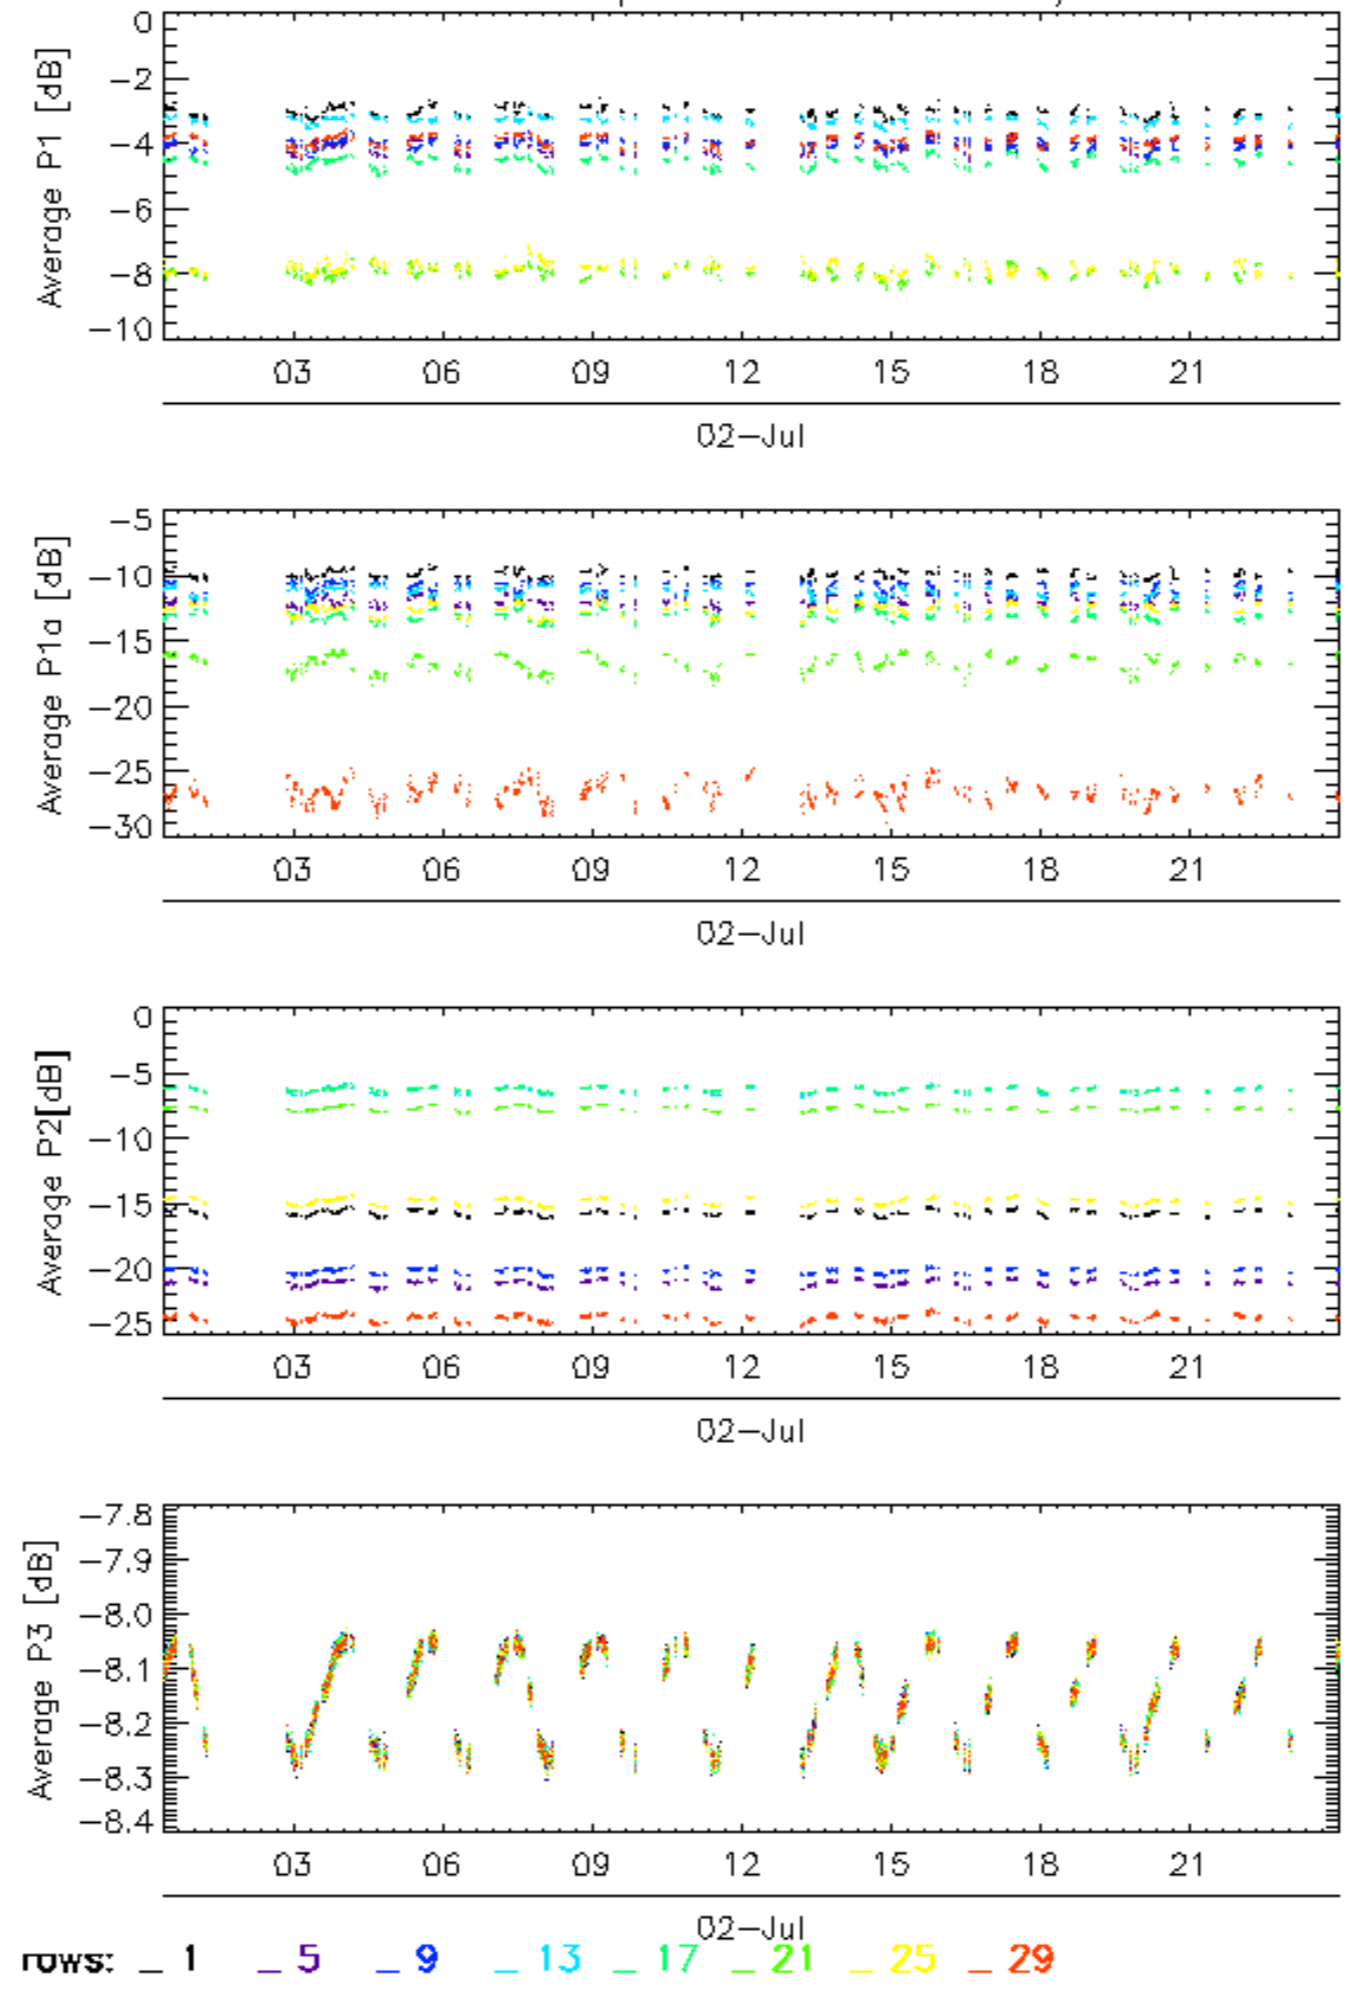 Average P1 [dB]
0
−2
−4
−6
−8
−10
03 06 09 12 15 18 21
02−Jul
Average P1a [dB]
−5
−10
−15
−20
−25
−30
03 06 09 12 15 18 21
02−Jul
Average P2[dB]
0
−5
−10
−15
−20
−25
03 06 09 12 15 18 21
02−Jul
Average P3 [dB]
−7.8
−7.9
−8.0
−8.1
−8.2
−8.3
−8.4
03 06 09 12 15 18 21
02−Jul
rows: _ 1 _ 5 _ 9 _ 13 _ 17 _ 21 _ 25 _ 29